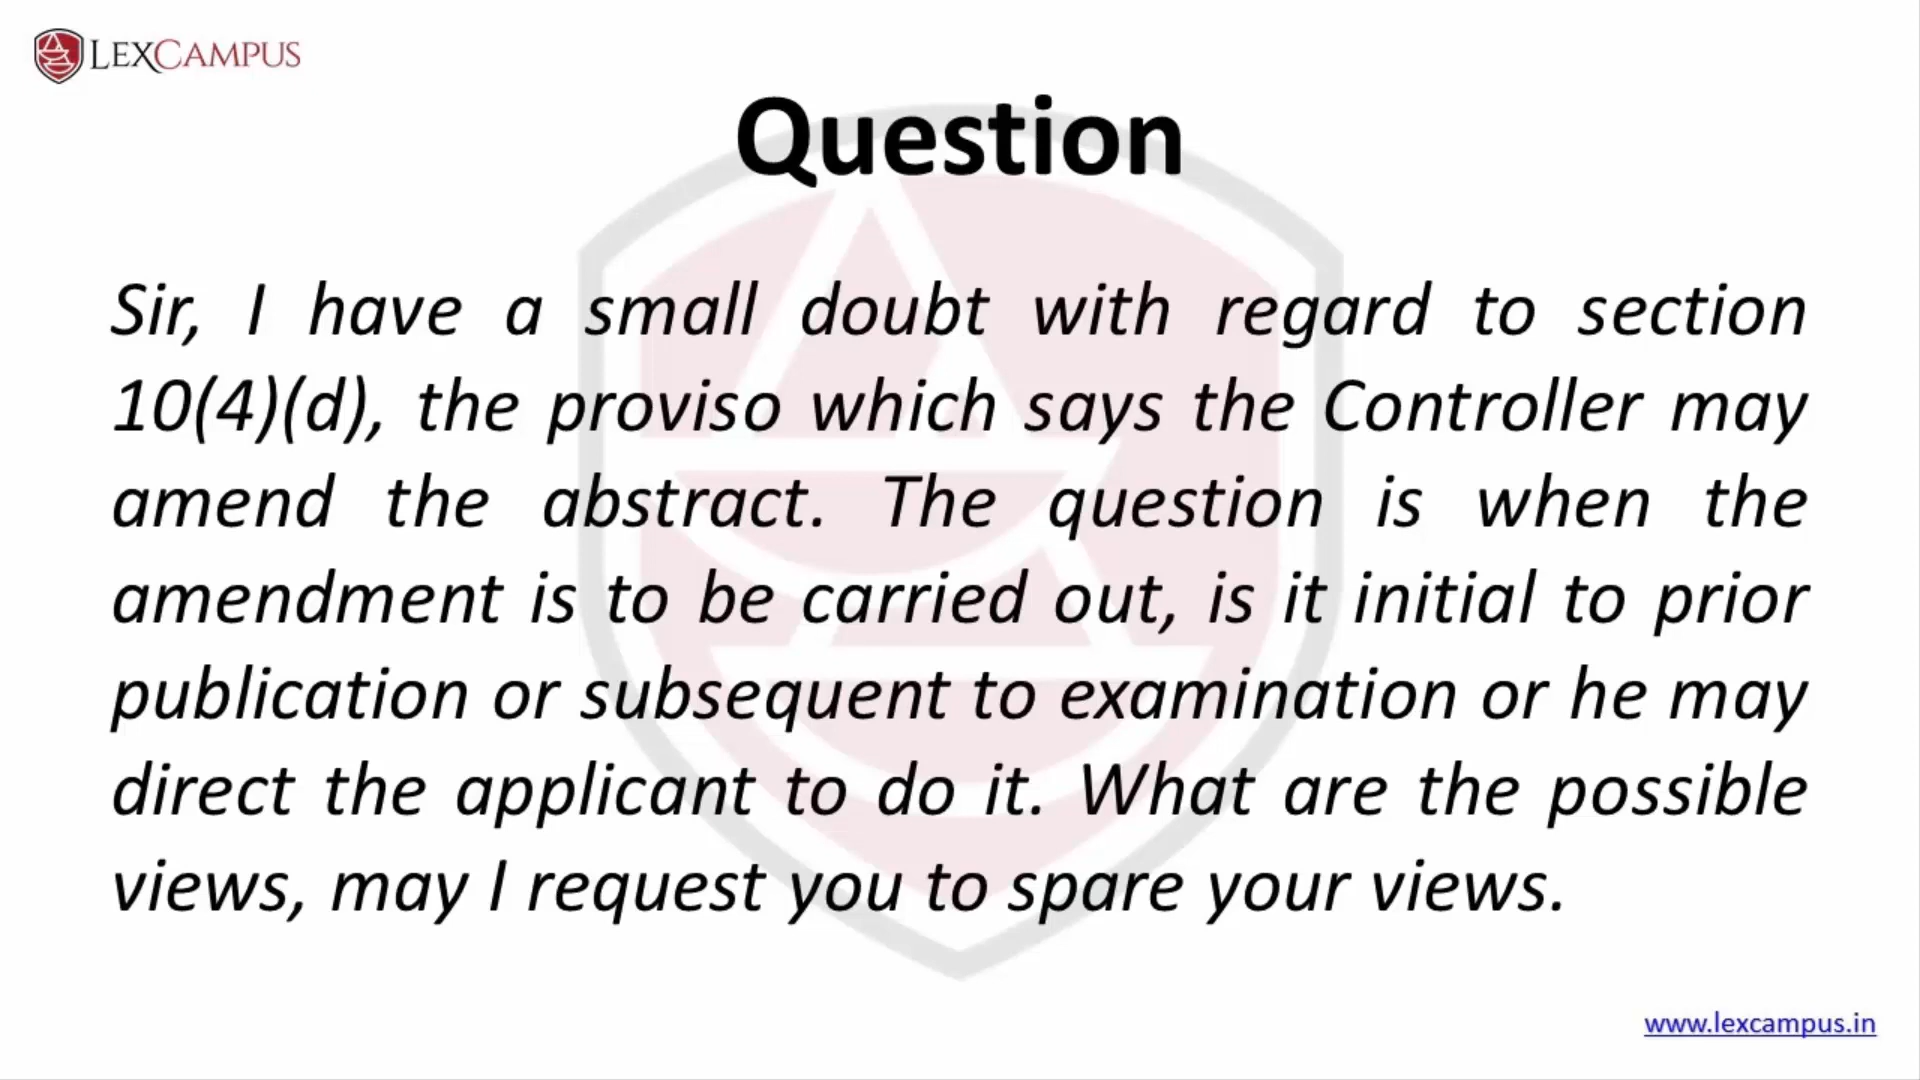 LEXCAMPUS
Question
Sir, I have a small doubt with regard to section
10(4)(d), the proviso which says the Controller may
amend the abstract. The question is when the
amendment is to be carried out, is it initial to prior
publication or subsequent to examination or he may
direct the applicant to do it. What are the possible
views, may I request you to spare your views.
www.lexcampus.in